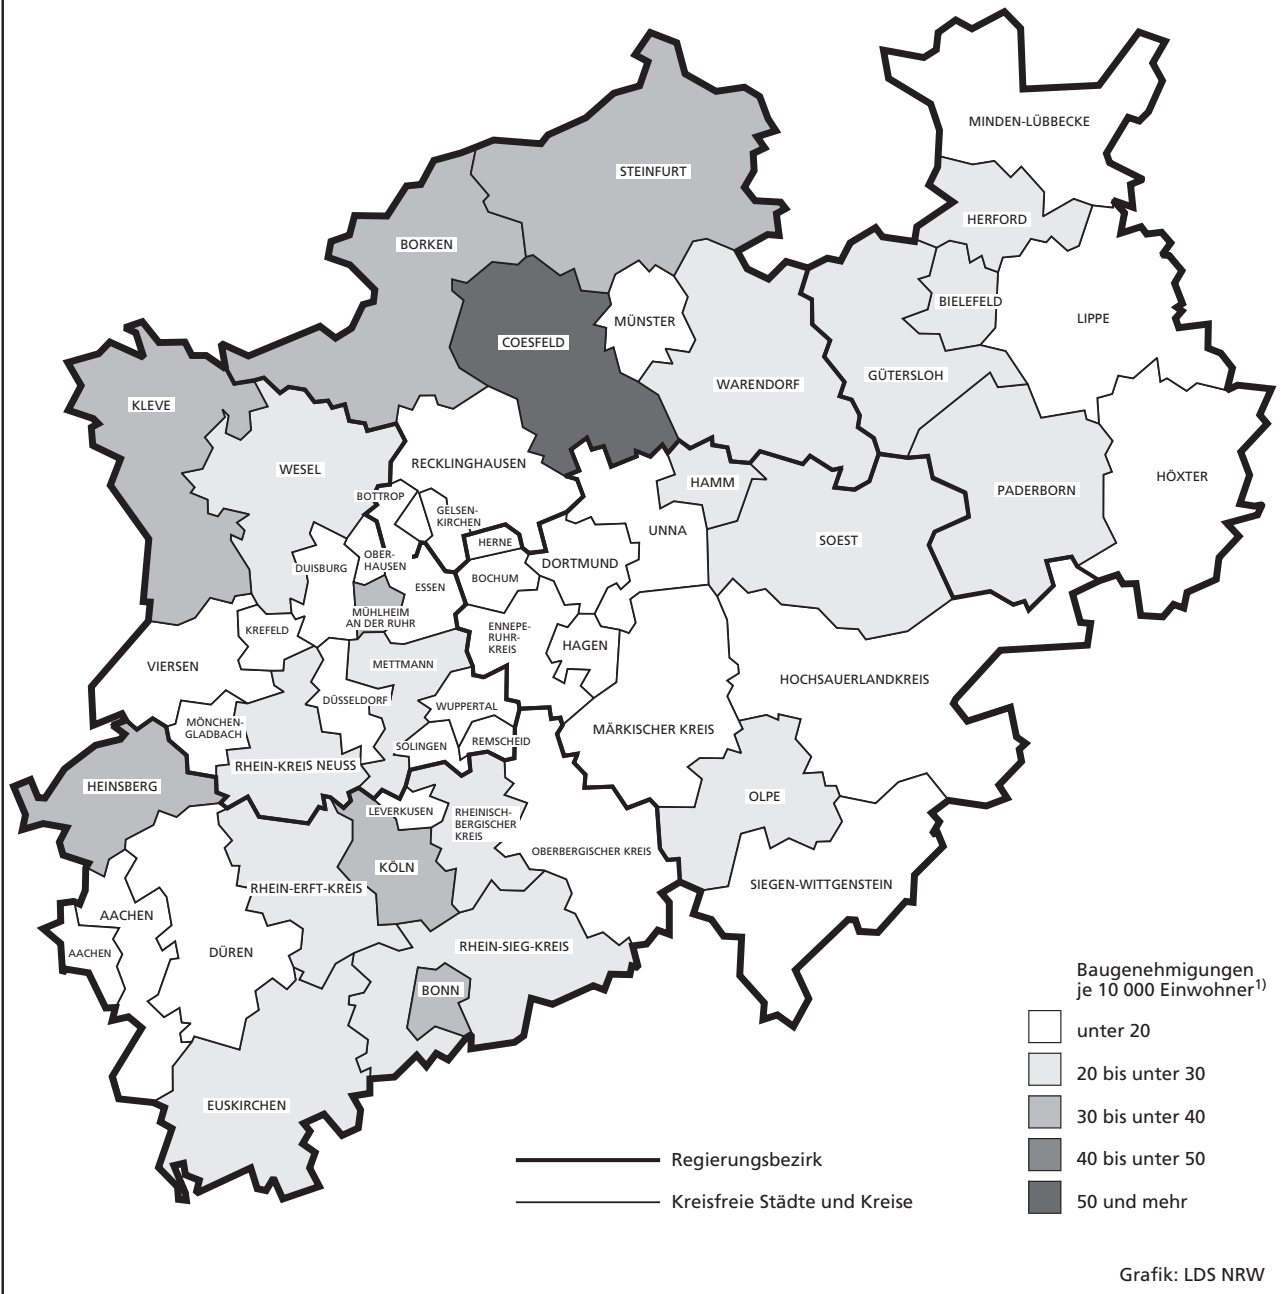 MINDEN-LÜBBECKE
STEINFURT
HERFORD
BORKEN
BIELEFELD
LIPPE
MÜNSTER
COESFELD
GÜTERSLOH
WARENDORF
KLEVE
RECKLINGHAUSEN
WESEL
HÖXTER
HAMM
PADERBORN
BOTTROP
GELSEN-
KIRCHEN
UNNA
SOEST
HERNE
OBER-
HAUSEN
DORTMUND
DUISBURG
BOCHUM
ESSEN
MÜHLHEIM
AN DER RUHR
KREFELD
ENNEPE-
RUHR-
KREIS
HAGEN
METTMANN
VIERSEN
HOCHSAUERLANDKREIS
DÜSSELDORF
WUPPERTAL
MÖNCHEN-
GLADBACH
MÄRKISCHER KREIS
SOLINGEN
REMSCHEID
RHEIN-KREIS NEUSS
HEINSBERG
OLPE
LEVERKUSEN
RHEINISCH-
BERGISCHER
KREIS
OBERBERGISCHER KREIS
KÖLN
RHEIN-ERFT-KREIS
SIEGEN-WITTGENSTEIN
AACHEN
RHEIN-SIEG-KREIS
AACHEN
DÜREN
BONN
EUSKIRCHEN
Baugenehmigungen
je 10 000 Einwohner1)
unter 20
20 bis unter 30
30 bis unter 40
40 bis unter 50
50 und mehr
Regierungsbezirk
Kreisfreie Städte und Kreise
Grafik: LDS NRW